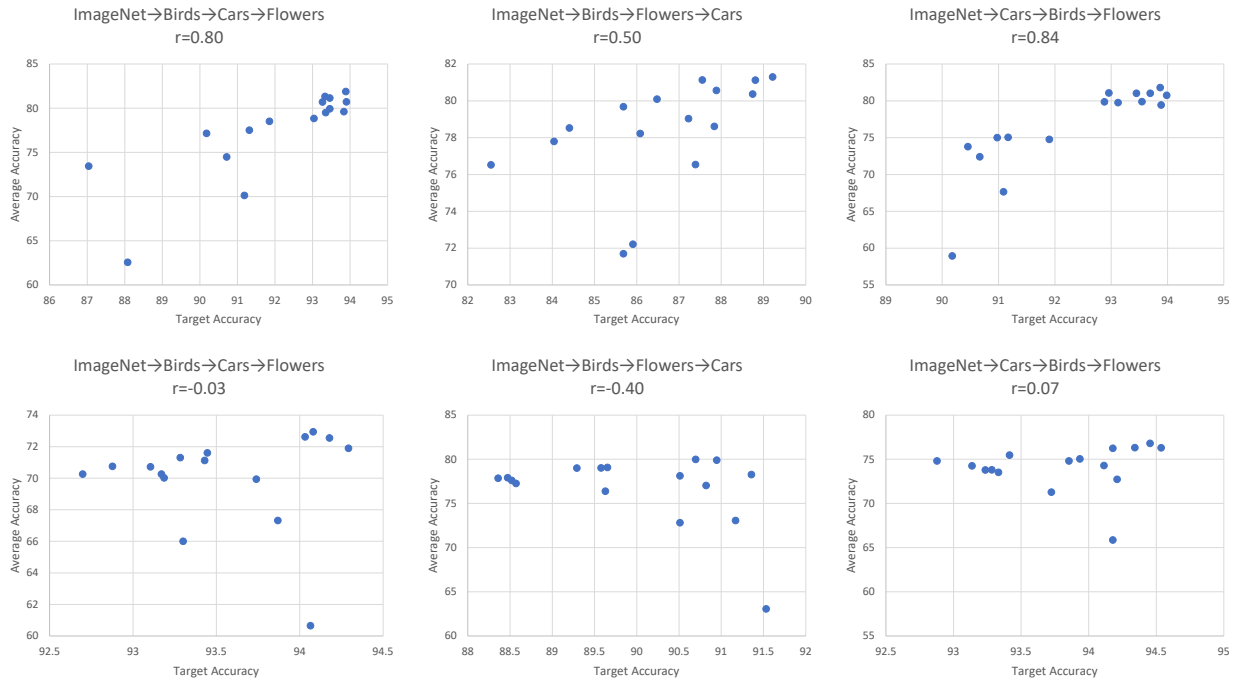 ImageNet→Birds→Cars→Flowers
r=0.80
85
80
75
70
65
60
Average Accuracy
86 87 88 89 90 91 92 93 94 95
Target Accuracy
ImageNet→Birds→Flowers→Cars
r=0.50
82
80
78
76
74
72
70
Average Accuracy
82 83 84 85 86 87 88 89 90
Target Accuracy
ImageNet→Cars→Birds→Flowers
r=0.84
85
80
75
70
65
60
55
Average Accuracy
89 90 91 92 93 94 95
Target Accuracy
ImageNet→Birds→Cars→Flowers
r=-0.03
74
72
70
68
66
64
62
60
Average Accuracy
92.5 93 93.5 94 94.5
Target Accuracy
ImageNet→Birds→Flowers→Cars
r=-0.40
85
80
75
70
65
60
Average Accuracy
88 88.5 89 89.5 90 90.5 91 91.5 92
Target Accuracy
ImageNet→Cars→Birds→Flowers
r=0.07
80
75
70
65
60
55
Average Accuracy
92.5 93 93.5 94 94.5 95
Target Accuracy